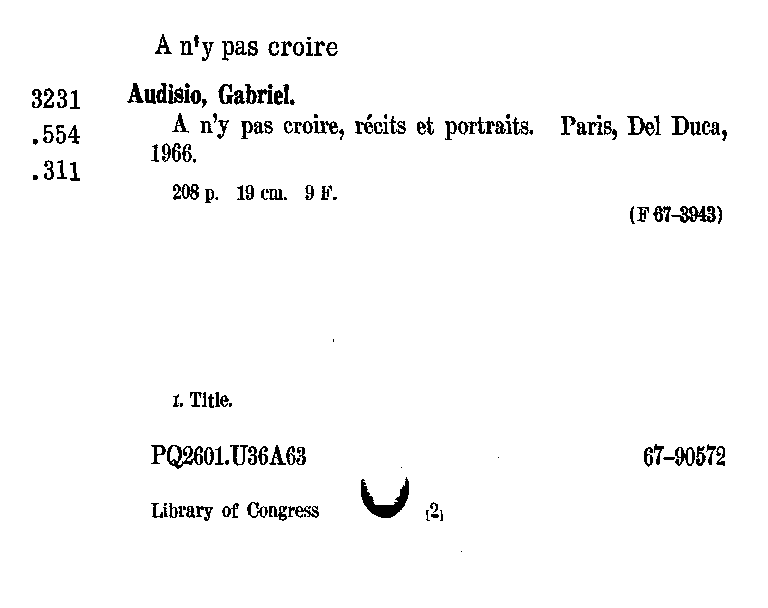 A n'y pas croire
3231
.554
.311
Audisio, Gabriel.
A n'y pas croire, récits et portraits. Paris, Del Duca,
1966.
208 p. 19 cm. 9 F.
(F 67–3943)
I. Title.
PQ2601.U36A63 67–90572
Library of Congress [2]